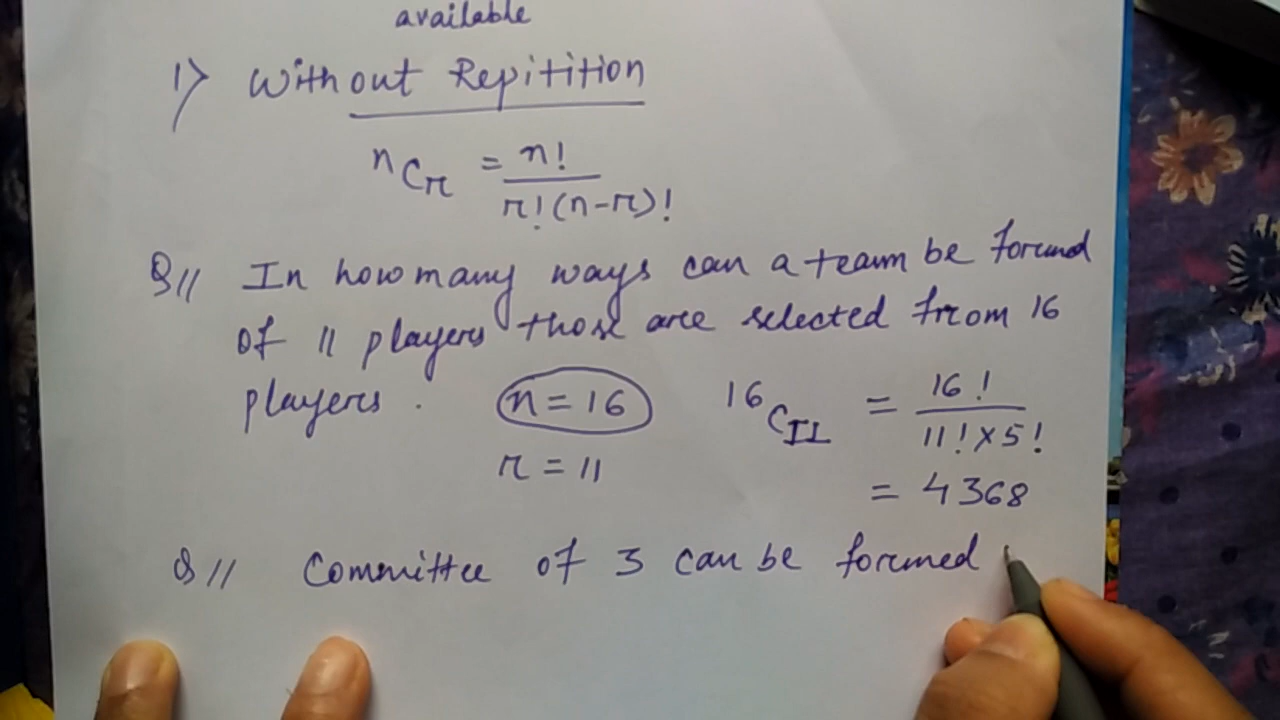 available
1) Without Repitition
nCr = n! / r!(n-r)!
Q// In how many ways can a team be formed
of 11 players those are selected from 16
players. n = 16 16C11 = 16! / 11! x 5!
r = 11 = 4368
Q// Committee of 3 can be formed